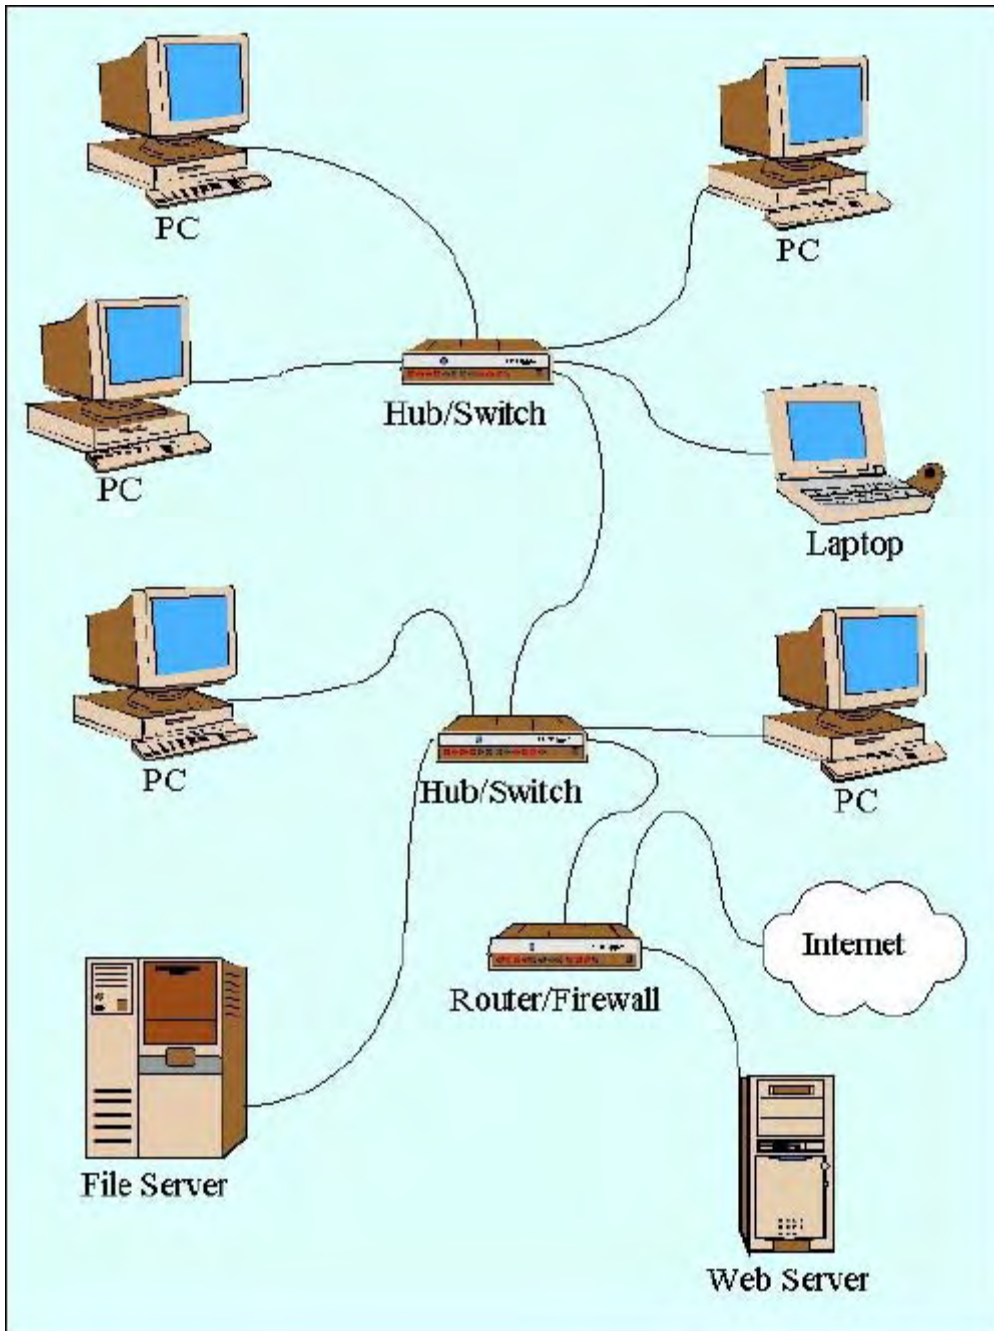 PC
PC
PC
Hub/Switch
Laptop
PC
Hub/Switch
PC
Internet
Router/Firewall
File Server
Web Server